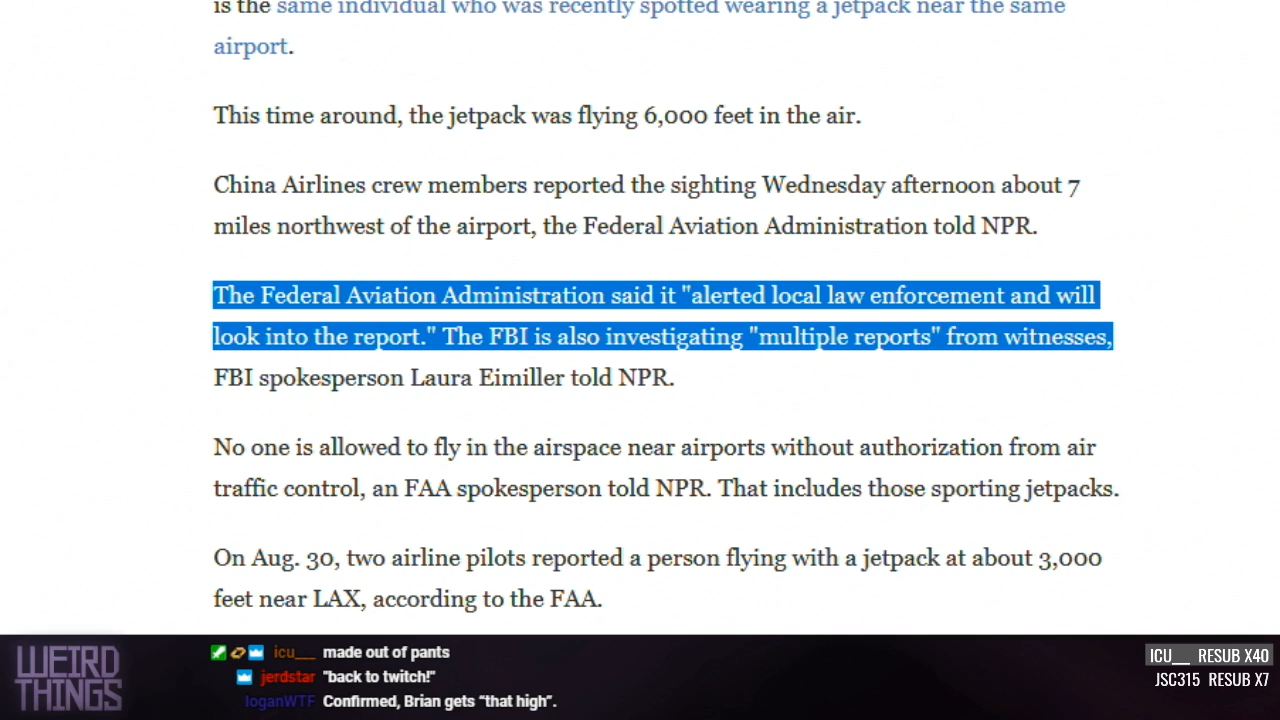 is the same individual who was recently spotted wearing a jetpack near the same
airport.
This time around, the jetpack was flying 6,000 feet in the air.
China Airlines crew members reported the sighting Wednesday afternoon about 7
miles northwest of the airport, the Federal Aviation Administration told NPR.
The Federal Aviation Administration said it "alerted local law enforcement and will
look into the report." The FBI is also investigating "multiple reports" from witnesses,
FBI spokesperson Laura Eimiller told NPR.
No one is allowed to fly in the airspace near airports without authorization from air
traffic control, an FAA spokesperson told NPR. That includes those sporting jetpacks.
On Aug. 30, two airline pilots reported a person flying with a jetpack at about 3,000
feet near LAX, according to the FAA.
WEIRD
THINGS
icu__ made out of pants
jerdstar "back to twitch!"
loganWTF Confirmed, Brian gets “that high”.
ICU__ RESUB X40
JSC315 RESUB X7